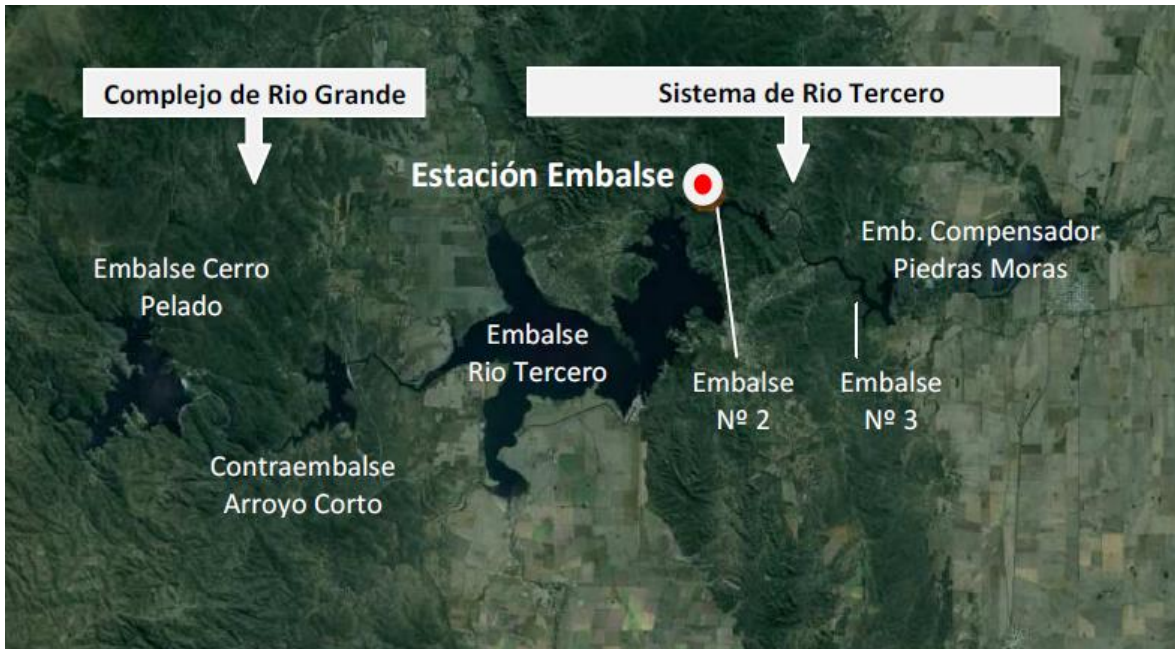 Complejo de Rio Grande
Sistema de Rio Tercero
Estación Embalse
Emb. Compensador
Piedras Moras
Embalse Cerro
Pelado
Embalse
Rio Tercero
Embalse
Nº 2
Embalse
Nº 3
Contraembalse
Arroyo Corto